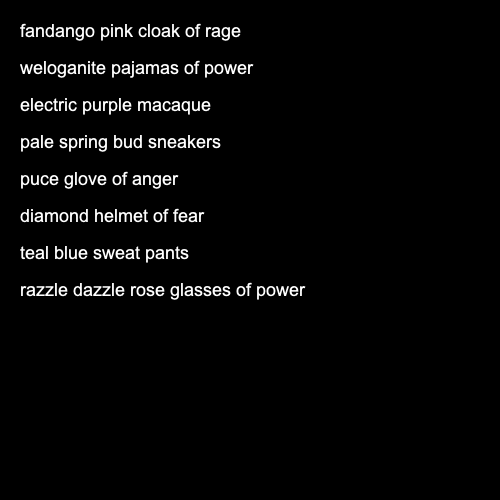 fandango pink cloak of rage
weloganite pajamas of power
electric purple macaque
pale spring bud sneakers
puce glove of anger
diamond helmet of fear
teal blue sweat pants
razzle dazzle rose glasses of power